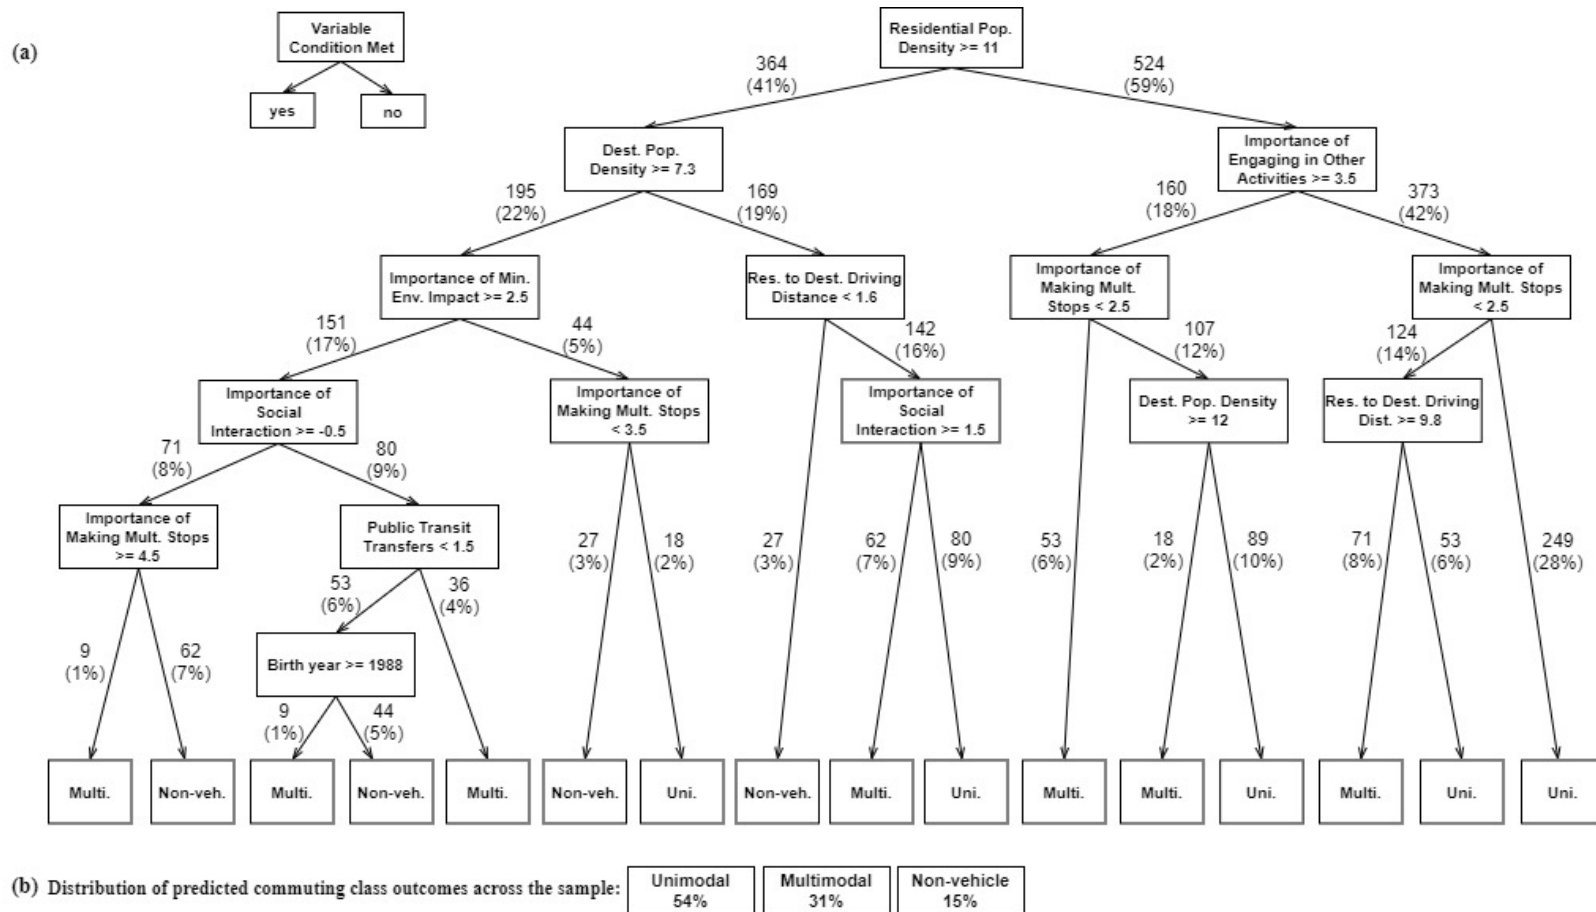 (a)
Variable
Condition Met
yes
no
Residential Pop.
Density >= 11
364
(41%)
524
(59%)
Dest. Pop.
Density >= 7.3
Importance of
Engaging in Other
Activities >= 3.5
195
(22%)
169
(19%)
160
(18%)
373
(42%)
Importance of Min.
Env. Impact >= 2.5
Res. to Dest. Driving
Distance < 1.6
Importance of
Making Mult.
Stops < 2.5
Importance of
Making Mult. Stops
< 2.5
151
(17%)
44
(5%)
142
(16%)
107
(12%)
124
(14%)
Importance of
Social
Interaction >= -0.5
Importance of
Making Mult. Stops
< 3.5
Importance of
Social
Interaction >= 1.5
Dest. Pop. Density
>= 12
Res. to Dest. Driving
Dist. >= 9.8
71
(8%)
80
(9%)
Importance of
Making Mult. Stops
>= 4.5
Public Transit
Transfers < 1.5
27
(3%)
18
(2%)
27
(3%)
62
(7%)
80
(9%)
53
(6%)
18
(2%)
89
(10%)
71
(8%)
53
(6%)
249
(28%)
53
(6%)
36
(4%)
9
(1%)
62
(7%)
Birth year >= 1988
9
(1%)
44
(5%)
Multi.
Non-veh.
Multi.
Non-veh.
Multi.
Non-veh.
Uni.
Non-veh.
Multi.
Uni.
Multi.
Multi.
Uni.
Multi.
Uni.
Uni.
(b) Distribution of predicted commuting class outcomes across the sample:
Unimodal
54%
Multimodal
31%
Non-vehicle
15%